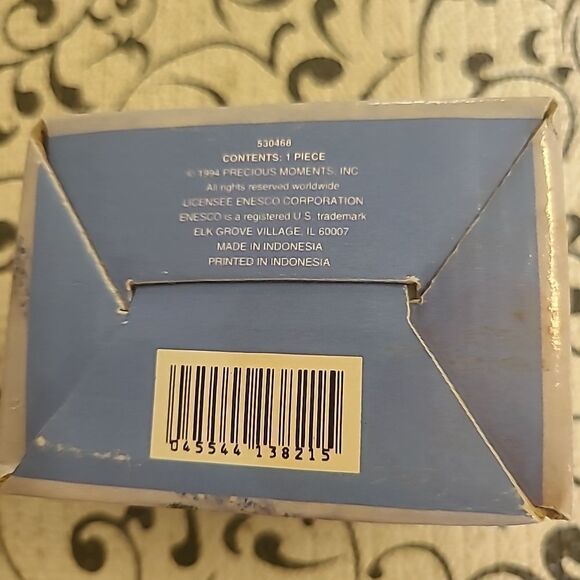 530468
CONTENTS: 1 PIECE
© 1994 PRECIOUS MOMENTS, INC
All rights reserved worldwide
LICENSEE ENESCO CORPORATION
ENESCO is a registered U.S. trademark
ELK GROVE VILLAGE, IL 60007
MADE IN INDONESIA
PRINTED IN INDONESIA
045544 138215